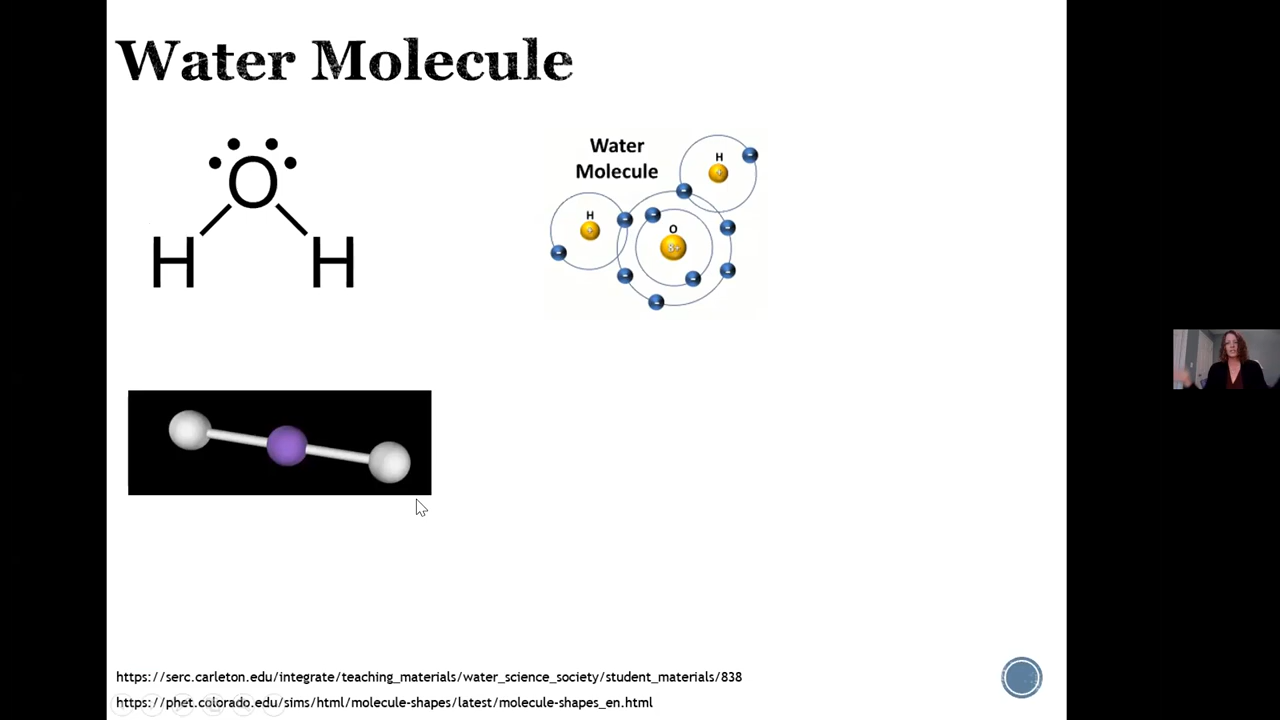 Water Molecule
O
H H
Water
Molecule
H
+
H
+
O
8+
https://serc.carleton.edu/integrate/teaching_materials/water_science_society/student_materials/838
https://phet.colorado.edu/sims/html/molecule-shapes/latest/molecule-shapes_en.html